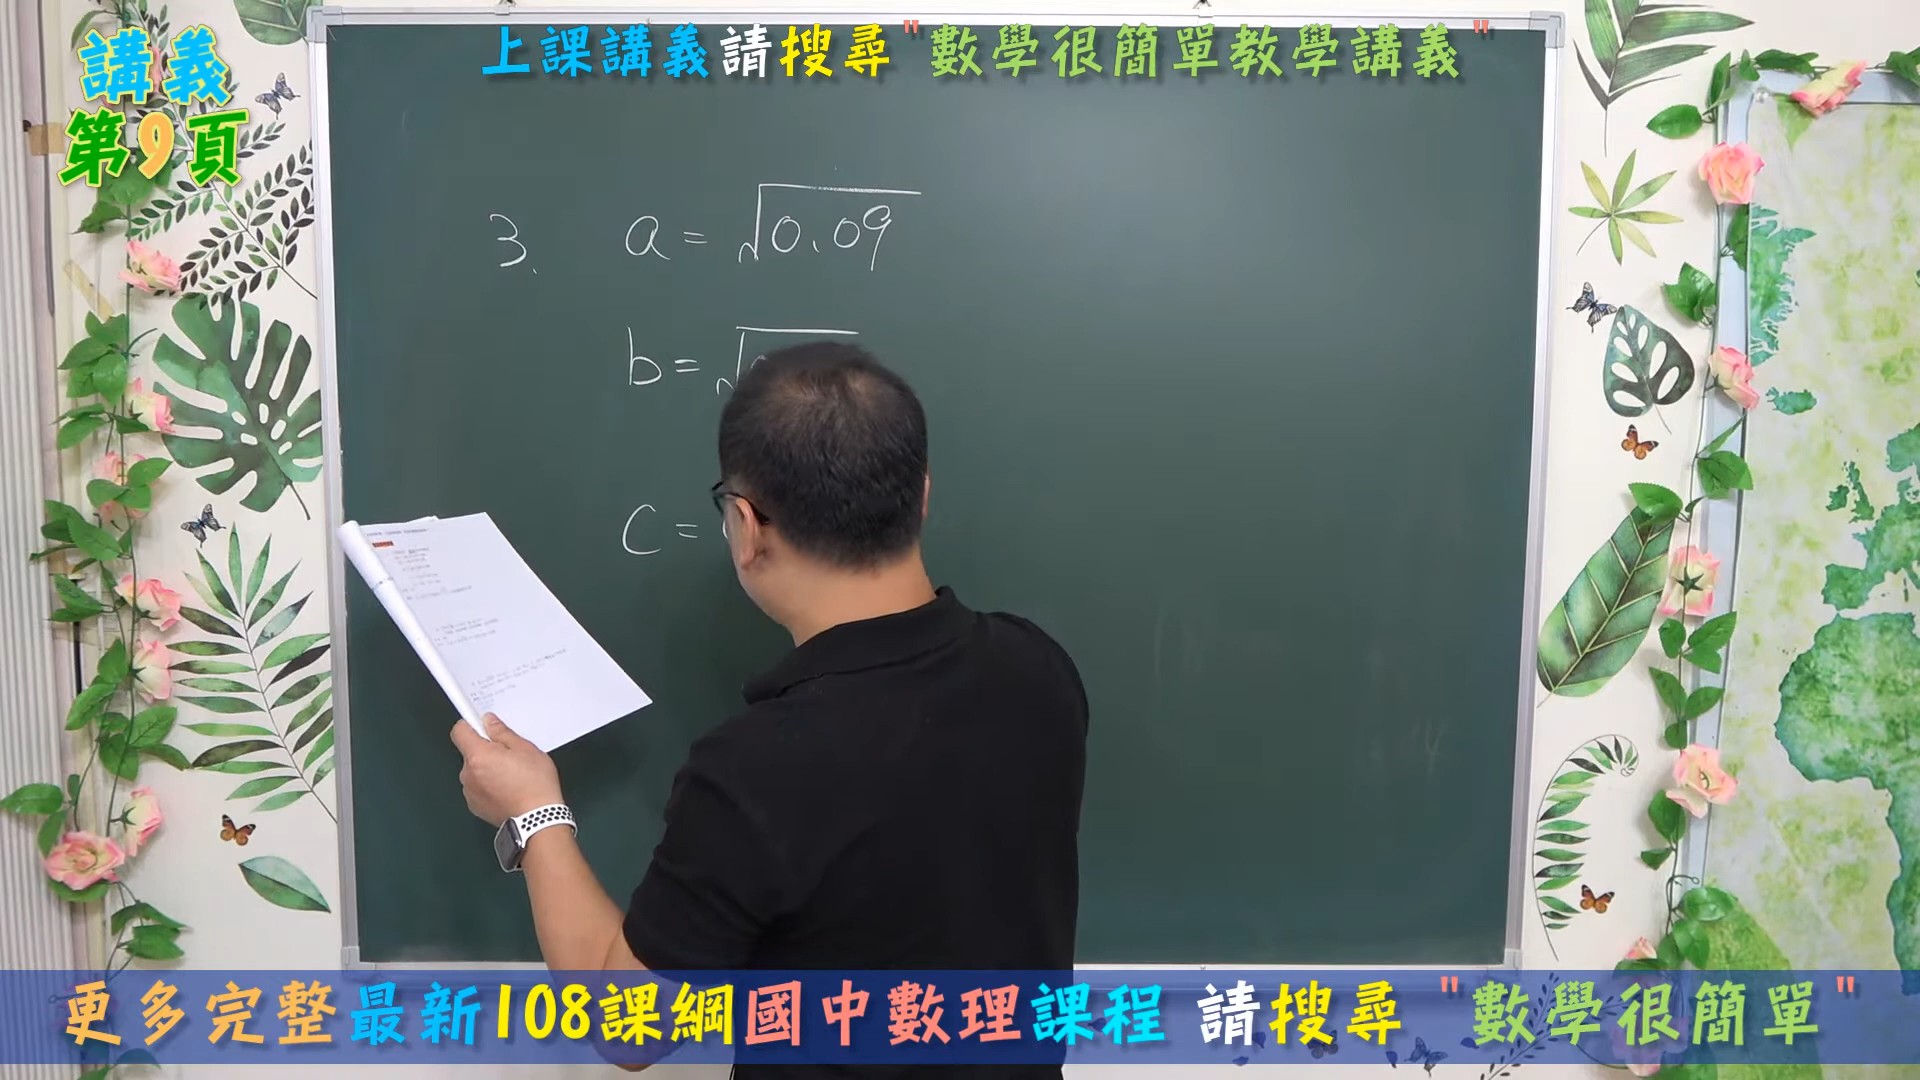 上課講義請搜尋"數學很簡單教學講義"
講義
第9頁
3. a = √0.09
b = √
c =
更多完整最新108課綱國中數理課程 請搜尋 "數學很簡單"